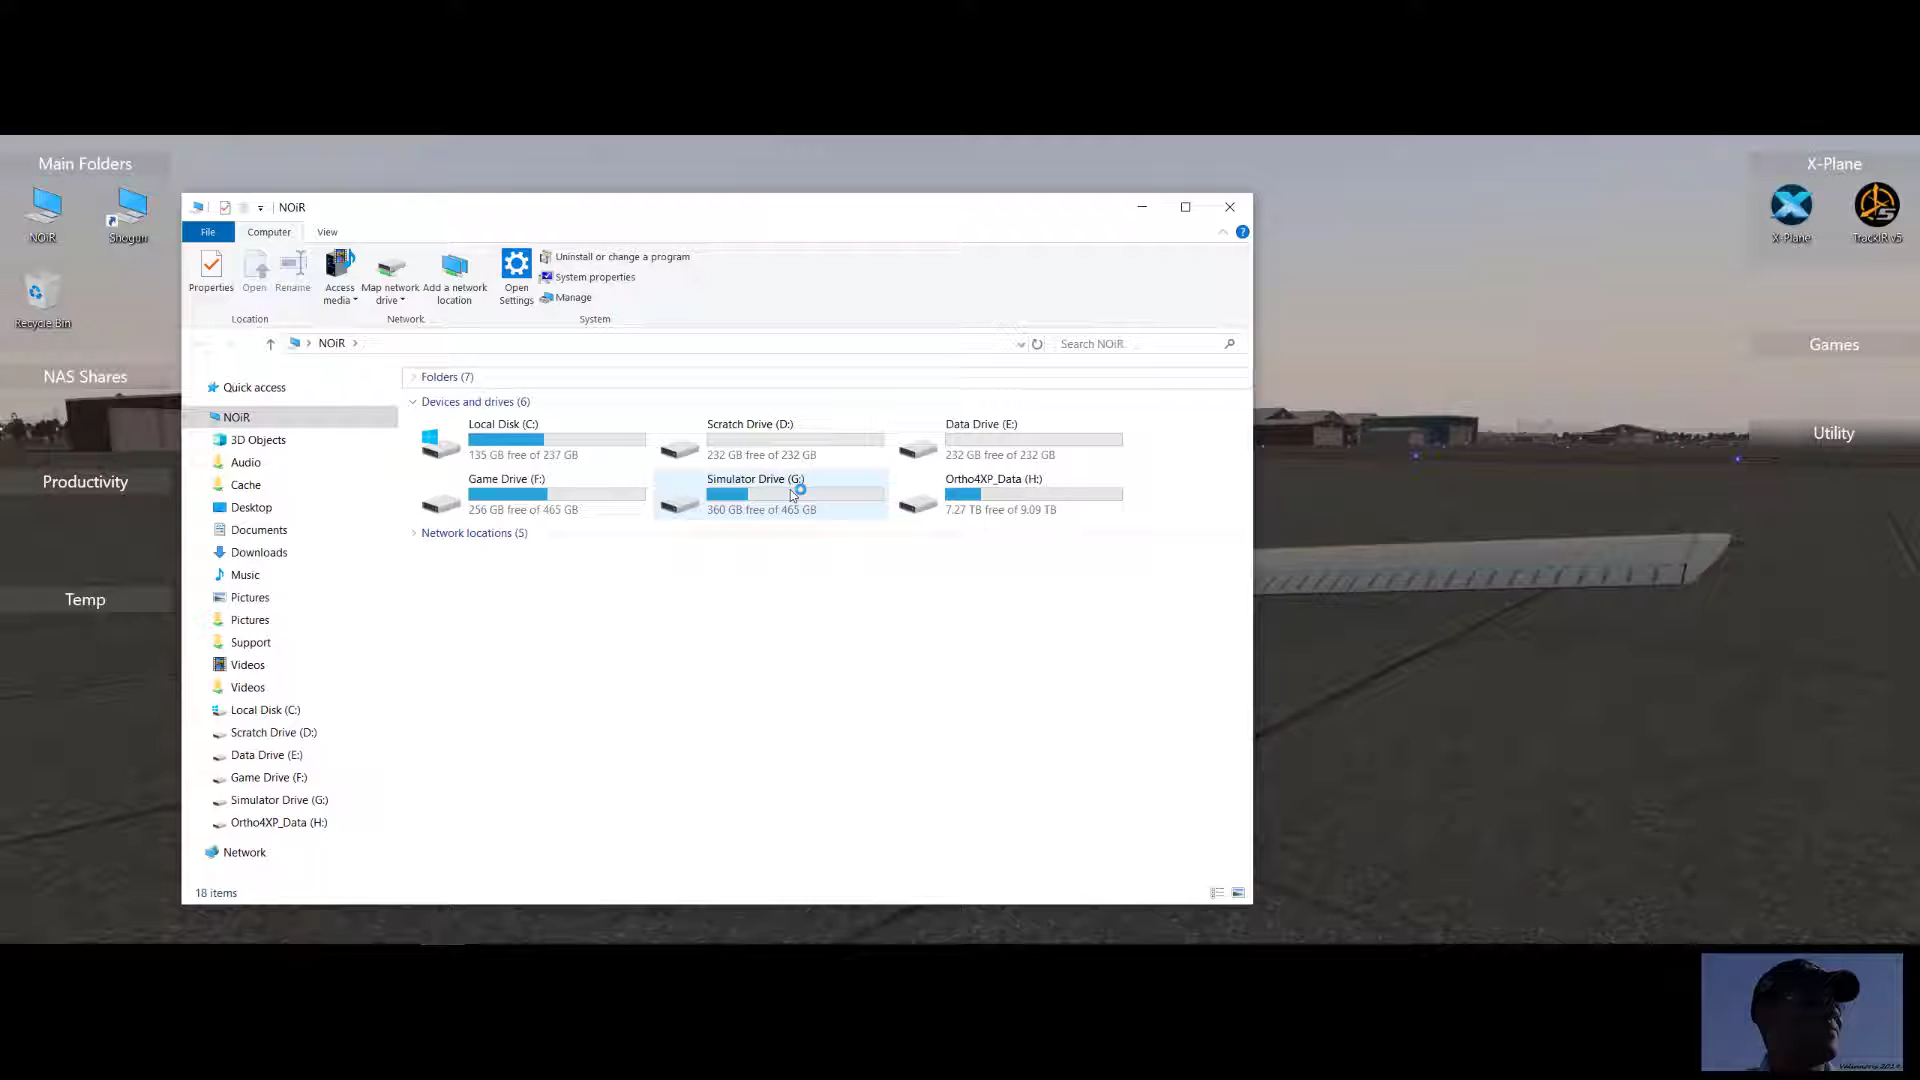 Main Folders
NOiR
Shogun
Recycle Bin
NAS Shares
Productivity
Temp
X-Plane
X-Plane
TrackIR v5
Games
Utility
NOiR
File
Computer
View
Properties
Open
Rename
Access
media
Map network
drive
Add a network
location
Open
Settings
Uninstall or change a program
System properties
Manage
Location
Network
System
NOiR
Search NOiR
Quick access
NOiR
3D Objects
Audio
Cache
Desktop
Documents
Downloads
Music
Pictures
Pictures
Support
Videos
Videos
Local Disk (C:)
Scratch Drive (D:)
Data Drive (E:)
Game Drive (F:)
Simulator Drive (G:)
Ortho4XP_Data (H:)
Network
Folders (7)
Devices and drives (6)
Local Disk (C:)
135 GB free of 237 GB
Scratch Drive (D:)
232 GB free of 232 GB
Data Drive (E:)
232 GB free of 232 GB
Game Drive (F:)
256 GB free of 465 GB
Simulator Drive (G:)
360 GB free of 465 GB
Ortho4XP_Data (H:)
7.27 TB free of 9.09 TB
Network locations (5)
18 items